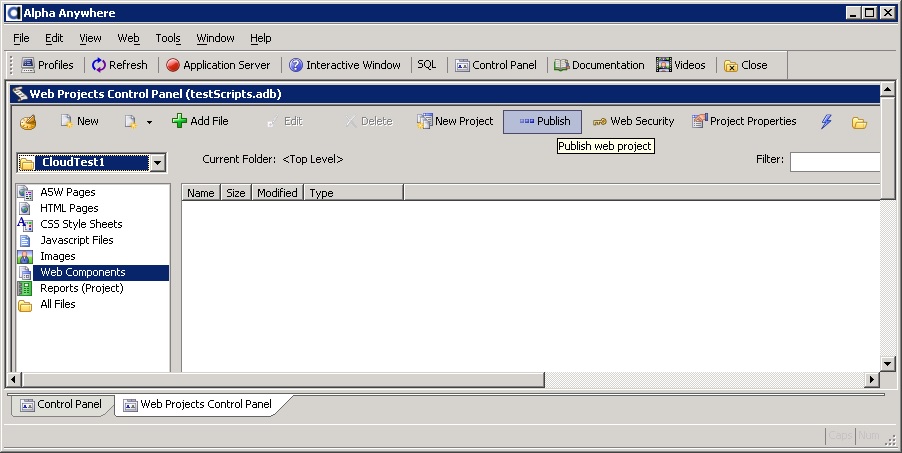 Alpha Anywhere
File Edit View Web Tools Window Help
Profiles Refresh Application Server Interactive Window SQL Control Panel Documentation Videos Close
Web Projects Control Panel (testScripts.adb)
New Add File Edit Delete New Project Publish Web Security Project Properties
Publish web project
CloudTest1 Current Folder: <Top Level> Filter:
Name Size Modified Type
A5W Pages
HTML Pages
CSS Style Sheets
Javascript Files
Images
Web Components
Reports (Project)
All Files
Control Panel Web Projects Control Panel
Caps Num